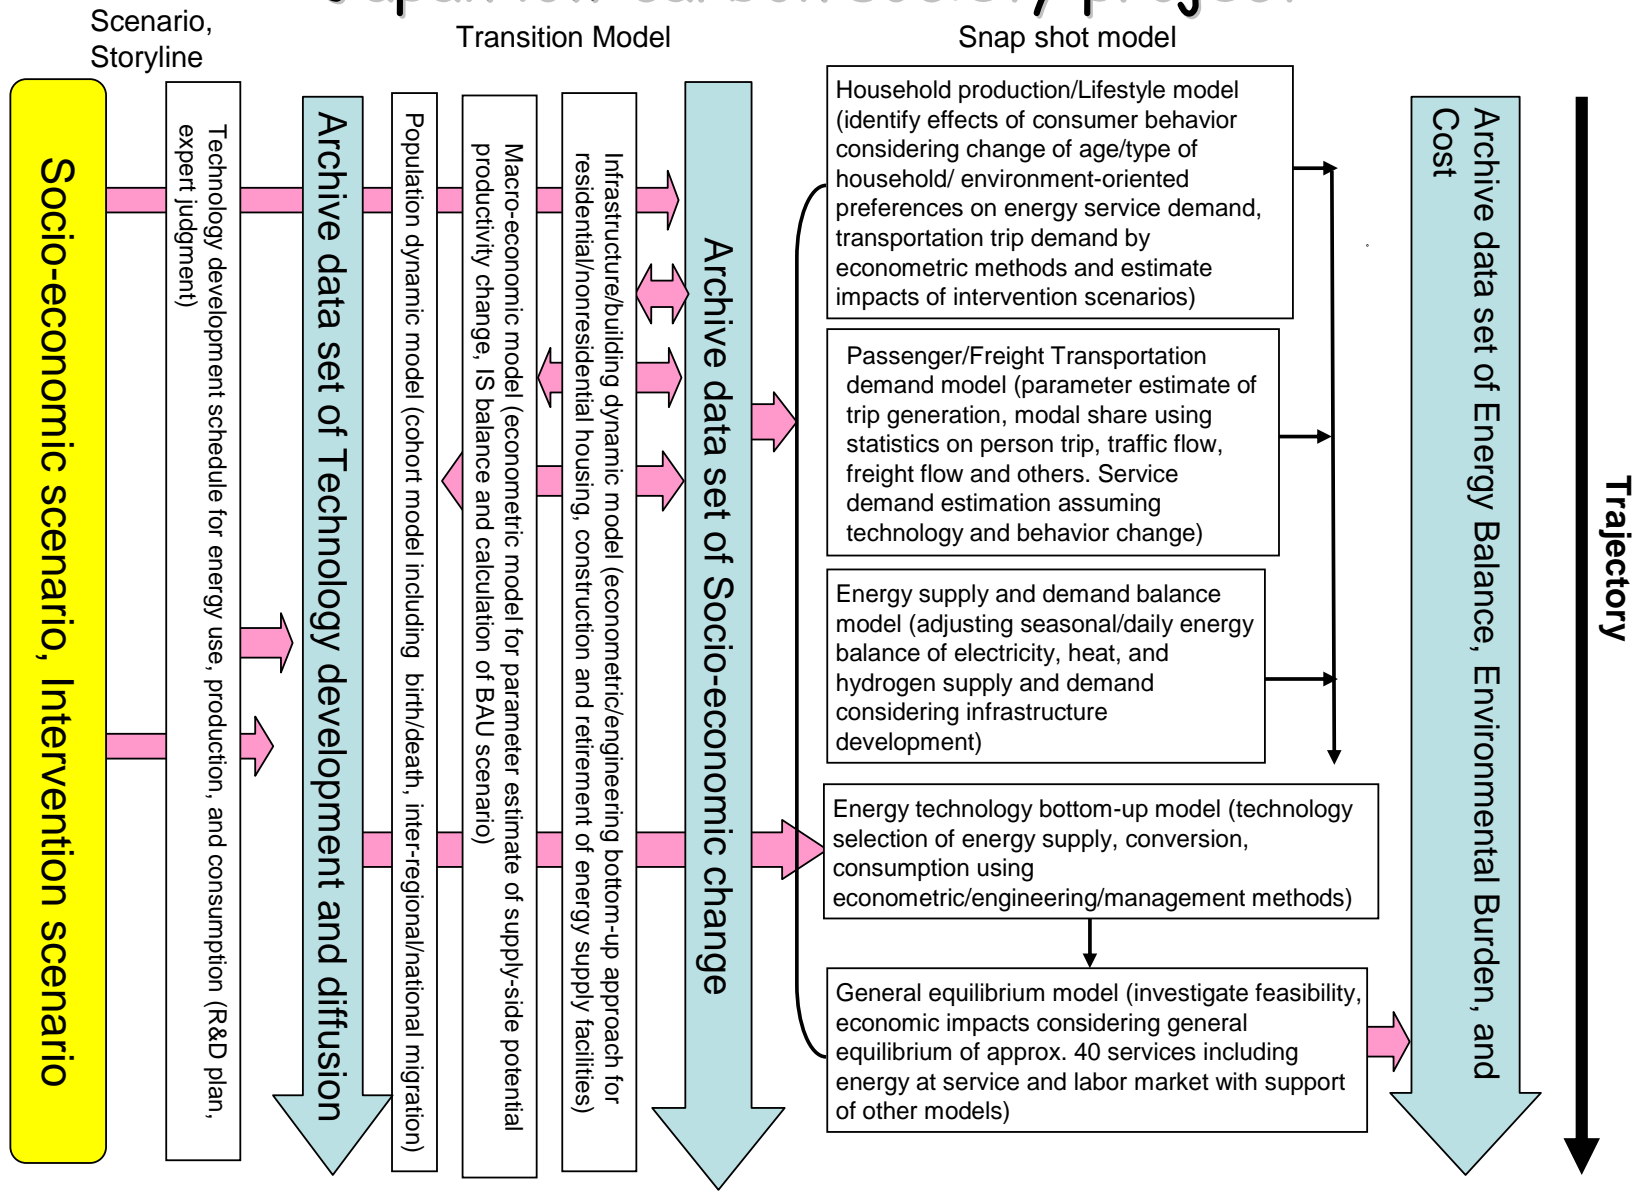 Japan low carbon society project
Scenario,
Storyline
Transition Model
Snap shot model
Socio-economic scenario, Intervention scenario
Technology development schedule for energy use, production, and consumption (R&D plan,
expert judgment)
Archive data set of Technology development and diffusion
Population dynamic model (cohort model including birth/death, inter-regional/national migration)
Macro-economic model (econometric model for parameter estimate of supply-side potential
productivity change, IS balance and calculation of BAU scenario)
Infrastructure/building dynamic model (econometric/engineering bottom-up approach for
residential/nonresidential housing, construction and retirement of energy supply facilities)
Archive data set of Socio-economic change
Household production/Lifestyle model
(identify effects of consumer behavior
considering change of age/type of
household/ environment-oriented
preferences on energy service demand,
transportation trip demand by
econometric methods and estimate
impacts of intervention scenarios)
Passenger/Freight Transportation
demand model (parameter estimate of
trip generation, modal share using
statistics on person trip, traffic flow,
freight flow and others. Service
demand estimation assuming
technology and behavior change)
Energy supply and demand balance
model (adjusting seasonal/daily energy
balance of electricity, heat, and
hydrogen supply and demand
considering infrastructure
development)
Energy technology bottom-up model (technology
selection of energy supply, conversion,
consumption using
econometric/engineering/management methods)
General equilibrium model (investigate feasibility,
economic impacts considering general
equilibrium of approx. 40 services including
energy at service and labor market with support
of other models)
Archive data set of Energy Balance, Environmental Burden, and
Cost
Trajectory